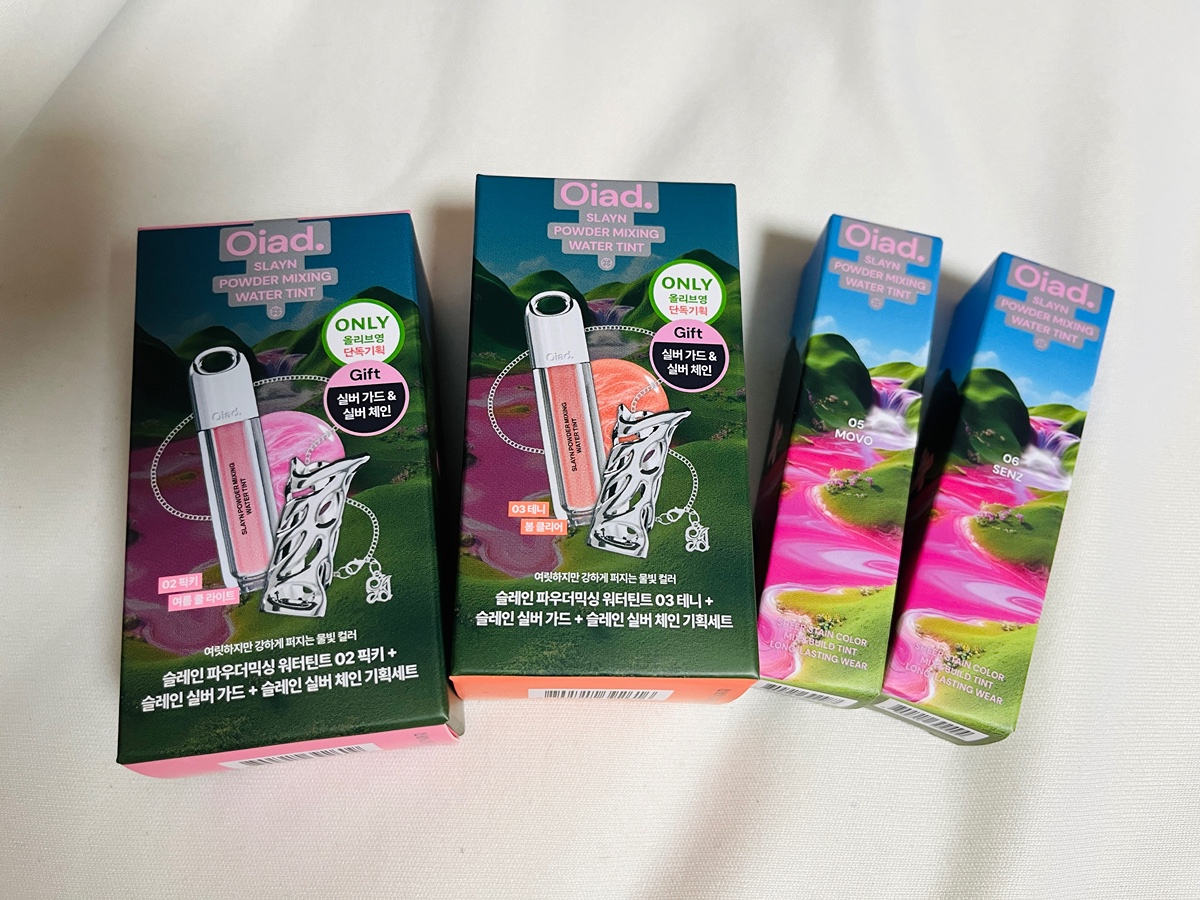 Oiad.
SLAYN
POWDER MIXING
WATER TINT
ONLY
올리브영
단독기획
Gift
실버 가드 &
실버 체인
Oiad.
SLAYN POWDER MIXING
WATER TINT
02 픽키
여름 쿨 라이트
여릿하지만 강하게 퍼지는 물빛 컬러
슬레인 파우더믹싱 워터틴트 02 픽키 +
슬레인 실버 가드 + 슬레인 실버 체인 기획세트
Oiad.
SLAYN
POWDER MIXING
WATER TINT
ONLY
올리브영
단독기획
Gift
실버 가드 &
실버 체인
Oiad.
SLAYN POWDER MIXING
WATER TINT
03 테니
봄 클리어
여릿하지만 강하게 퍼지는 물빛 컬러
슬레인 파우더믹싱 워터틴트 03 테니 +
슬레인 실버 가드 + 슬레인 실버 체인 기획세트
Oiad.
SLAYN
POWDER MIXING
WATER TINT
05
MOVO
STAIN COLOR
BUILD TINT
LONG LASTING WEAR
Oiad.
SLAYN
POWDER MIXING
WATER TINT
06
SENZ
STAIN COLOR
BUILD TINT
LONG LASTING WEAR